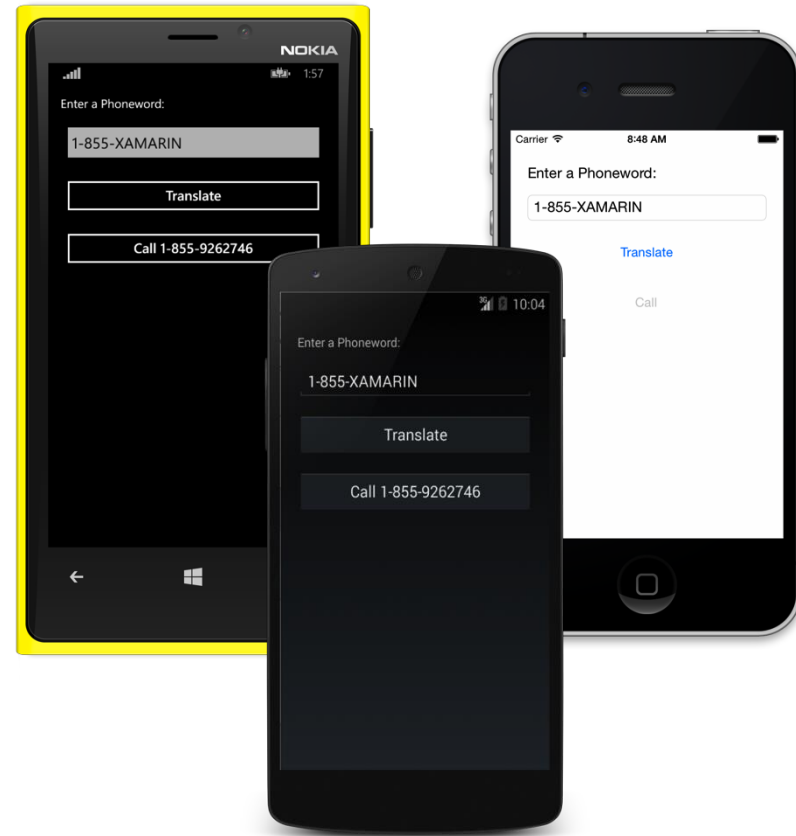 NOKIA
1:57
Enter a Phoneword:
1-855-XAMARIN
Translate
Call 1-855-9262746
3G 10:04
Enter a Phoneword:
1-855-XAMARIN
Translate
Call 1-855-9262746
Carrier 8:48 AM
Enter a Phoneword:
1-855-XAMARIN
Translate
Call